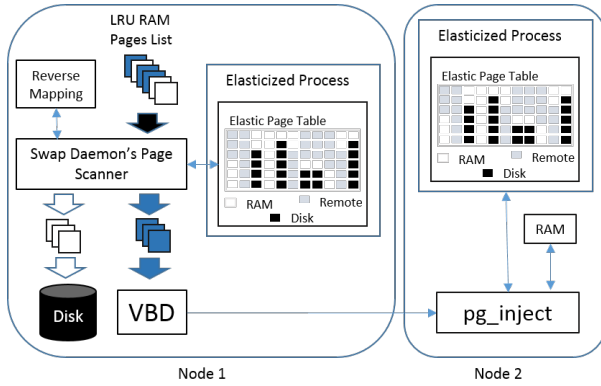 LRU RAM
Pages List
Reverse
Mapping
Swap Daemon's Page
Scanner
Disk
VBD
Elasticized Process
Elastic Page Table
RAM
Remote
Disk
Node 1
Elasticized Process
Elastic Page Table
RAM
Remote
Disk
RAM
pg_inject
Node 2